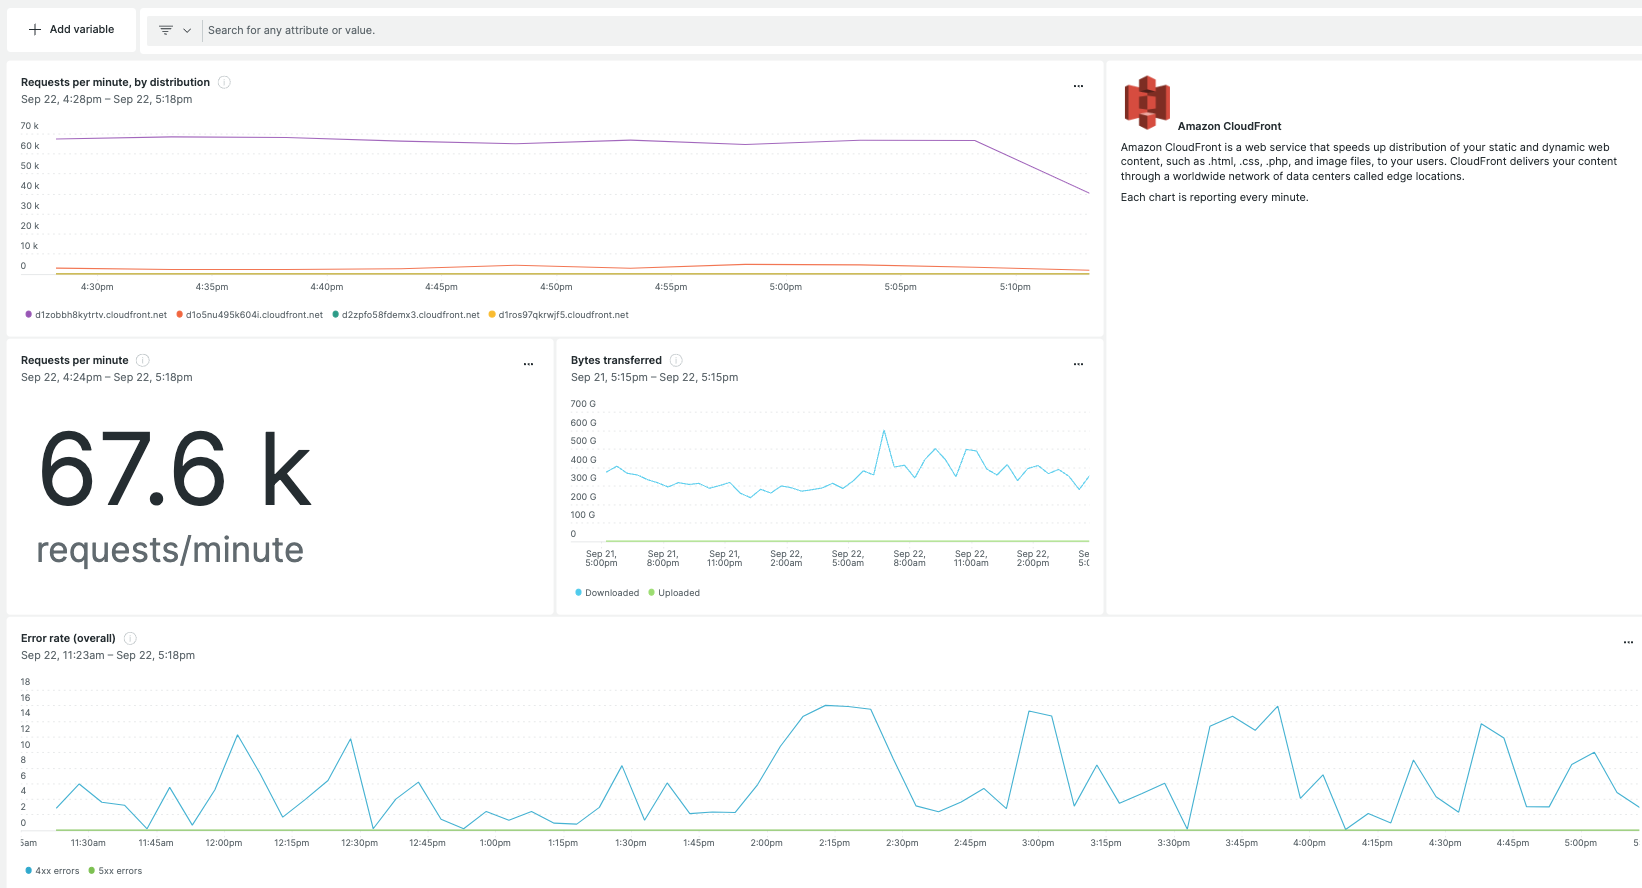 Add variable
Search for any attribute or value.
Requests per minute, by distribution
Sep 22, 4:28pm – Sep 22, 5:18pm
70 k
60 k
50 k
40 k
30 k
20 k
10 k
0
4:30pm 4:35pm 4:40pm 4:45pm 4:50pm 4:55pm 5:00pm 5:05pm 5:10pm
d1zobbh8kytrtv.cloudfront.net d1o5nu495k604i.cloudfront.net d2zpfo58fdemx3.cloudfront.net d1ros97qkrwjf5.cloudfront.net
Amazon CloudFront
Amazon CloudFront is a web service that speeds up distribution of your static and dynamic web
content, such as .html, .css, .php, and image files, to your users. CloudFront delivers your content
through a worldwide network of data centers called edge locations.
Each chart is reporting every minute.
Requests per minute
Sep 22, 4:24pm – Sep 22, 5:18pm
67.6 k
requests/minute
Bytes transferred
Sep 21, 5:15pm – Sep 22, 5:15pm
700 G
600 G
500 G
400 G
300 G
200 G
100 G
0
Sep 21, Sep 21, Sep 21, Sep 22, Sep 22, Sep 22, Sep 22, Sep 22, Se
5:00pm 8:00pm 11:00pm 2:00am 5:00am 8:00am 11:00am 2:00pm 5:0
Downloaded Uploaded
Error rate (overall)
Sep 22, 11:23am – Sep 22, 5:18pm
18
16
14
12
10
8
6
4
2
0
5am 11:30am 11:45am 12:00pm 12:15pm 12:30pm 12:45pm 1:00pm 1:15pm 1:30pm 1:45pm 2:00pm 2:15pm 2:30pm 2:45pm 3:00pm 3:15pm 3:30pm 3:45pm 4:00pm 4:15pm 4:30pm 4:45pm 5:00pm 5
4xx errors 5xx errors